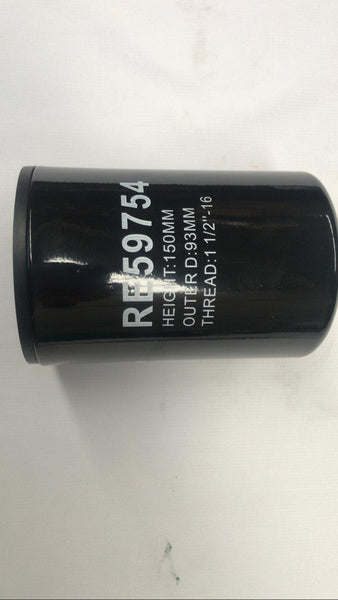 RE59754
HEIGHT:150MM
OUTER D:93MM
THREAD:1 1/2"-16